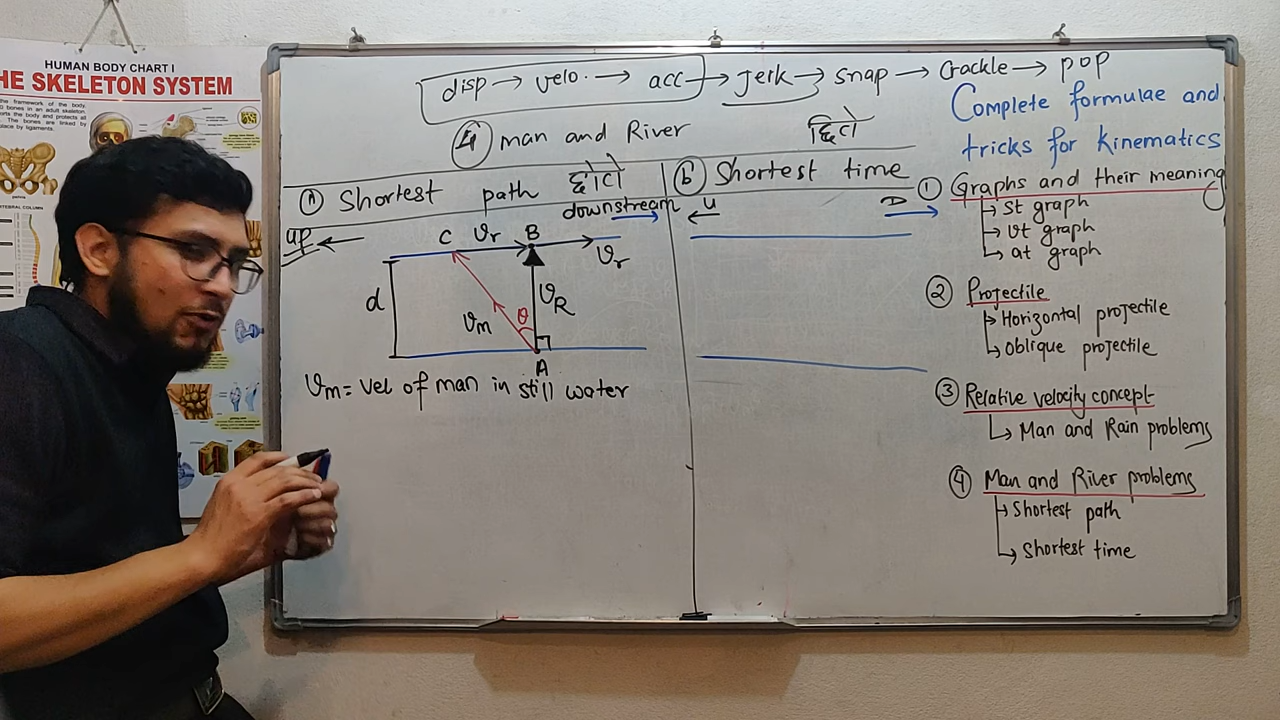 HUMAN BODY CHART I
HE SKELETON SYSTEM
disp → velo. → acc → Jerk → snap → Crackle → pop
④ man and River
छिटो
Complete formulae and
tricks for Kinematics
Ⓐ Shortest path छोटो
downstream
up
C
vr
B
vr
d
vm
θ
vR
A
vm = vel of man in still water
ⓑ Shortest time
U
D
① Graphs and their meaning
st graph
vt graph
at graph
② Projectile
Horizontal projectile
Oblique projectile
③ Relative velocity concept
Man and Rain problems
④ Man and River problems
Shortest path
Shortest time